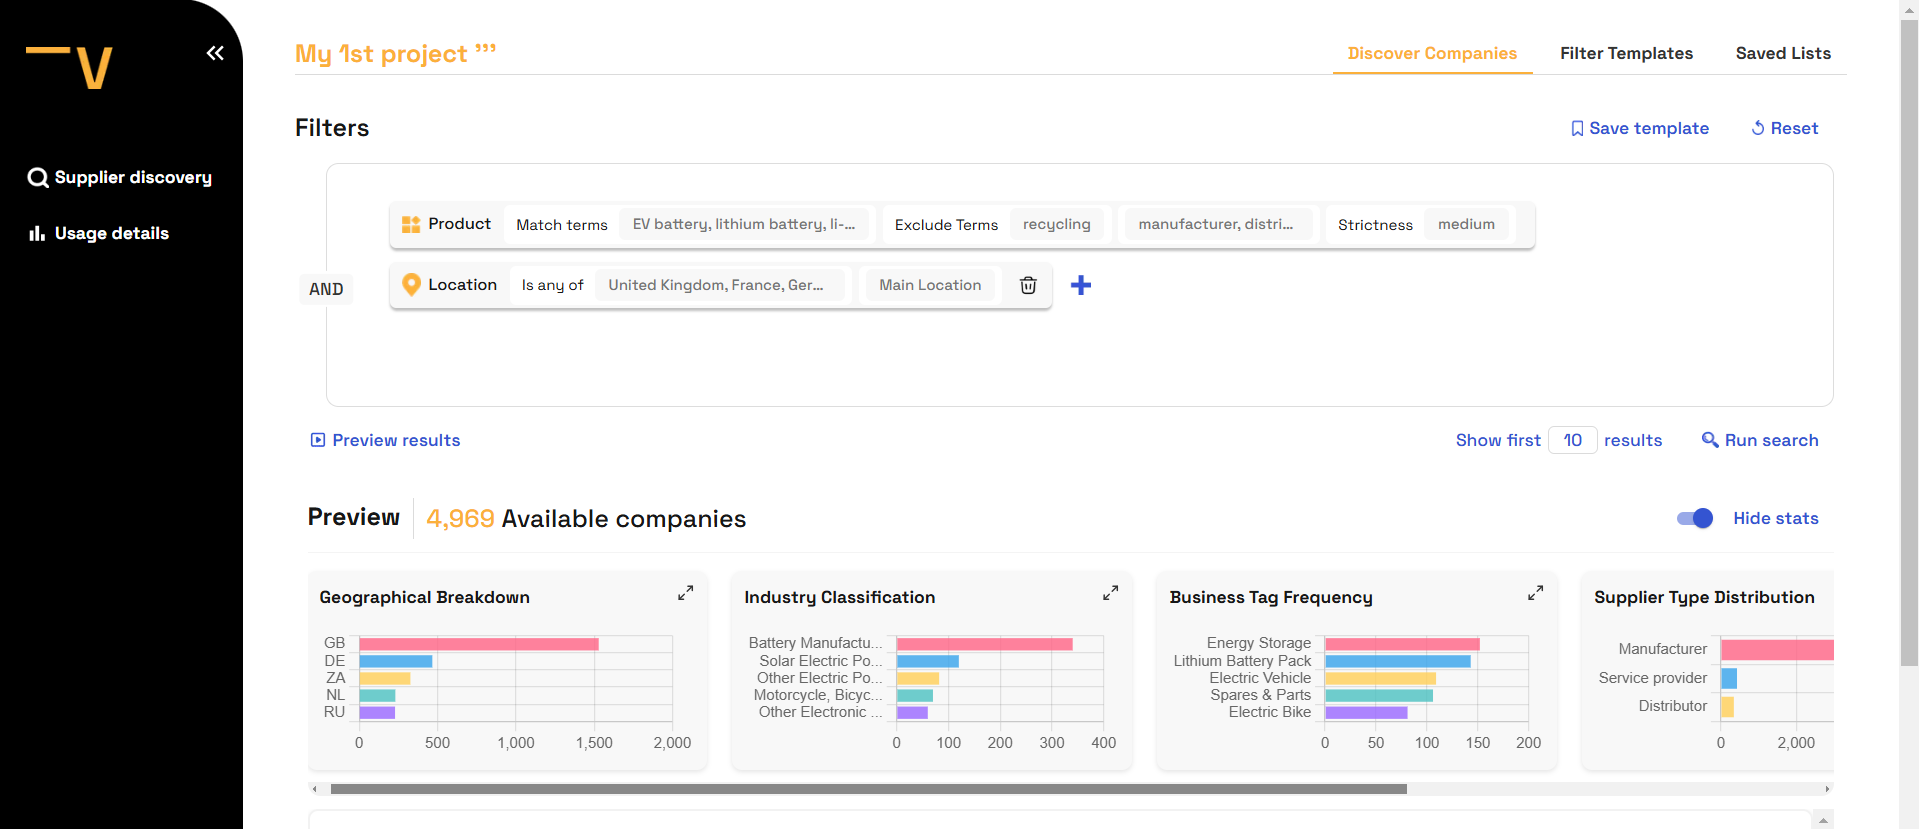 My 1st project '''
Discover Companies
Filter Templates
Saved Lists
Supplier discovery
Usage details
Filters
Save template
Reset
Product Match terms EV battery, lithium battery, li-... Exclude Terms recycling manufacturer, distri... Strictness medium
AND
Location Is any of United Kingdom, France, Ger... Main Location
Preview results
Show first 10 results
Run search
Preview
4,969 Available companies
Hide stats
Geographical Breakdown
GB
DE
ZA
NL
RU
0 500 1,000 1,500 2,000
Industry Classification
Battery Manufactu...
Solar Electric Po...
Other Electric Po...
Motorcycle, Bicyc...
Other Electronic ...
0 100 200 300 400
Business Tag Frequency
Energy Storage
Lithium Battery Pack
Electric Vehicle
Spares & Parts
Electric Bike
0 50 100 150 200
Supplier Type Distribution
Manufacturer
Service provider
Distributor
0 2,000